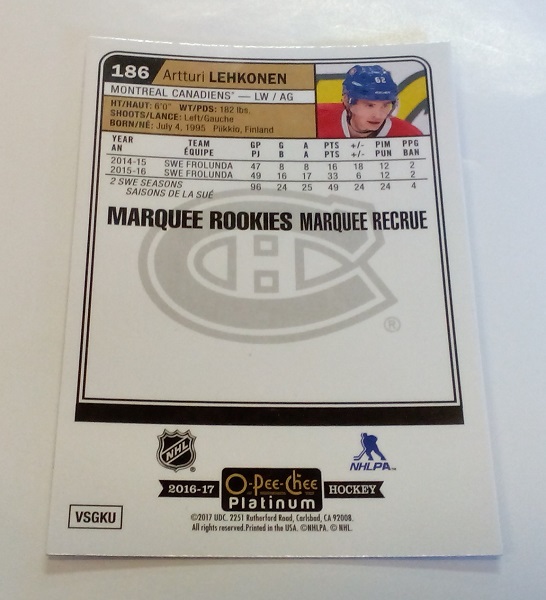 186 Artturi LEHKONEN
MONTREAL CANADIENS™ — LW / AG
HT/HAUT: 6'0" WT/PDS: 182 lbs.
SHOOTS/LANCE: Left/Gauche
BORN/NÉ: July 4, 1995 Piikkio, Finland
62
YEAR TEAM GP G A PTS +/- PIM PPG
AN ÉQUIPE PJ B A PTS +/- PUN BAN
2014-15 SWE FROLUNDA 47 8 8 16 18 12 2
2015-16 SWE FROLUNDA 49 16 17 33 6 12 2
2 SWE SEASONS 96 24 25 49 24 24 4
SAISONS DE LA SUÉ
MARQUEE ROOKIES MARQUEE RECRUE
®
NHL ®
NHLPA™
2016-17 O-Pee-Chee HOCKEY
Platinum
VSGKU
©2017 UDC. 2251 Rutherford Road, Carlsbad, CA 92008.
All rights reserved. Printed in the USA. ©NHLPA. © NHL.